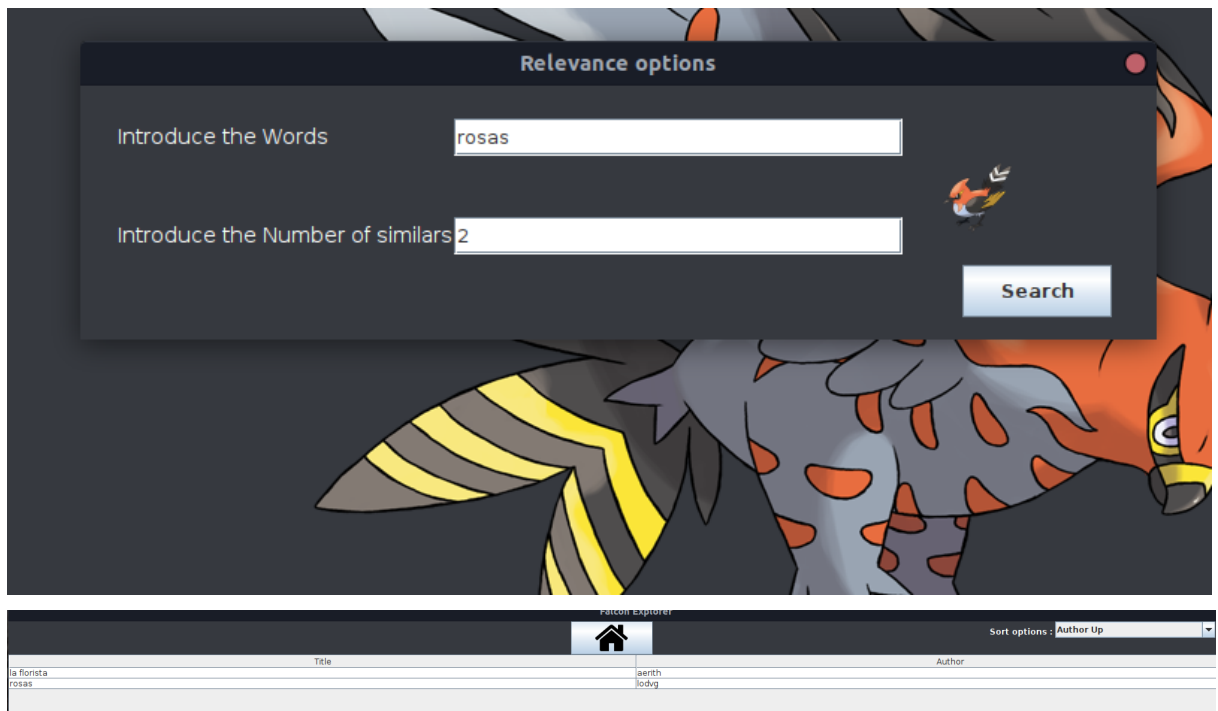 Relevance options
Introduce the Words rosas
Introduce the Number of similars 2
Search
Falcon Explorer
Sort options : Author Up
Title Author
la florista aerith
rosas lodvg